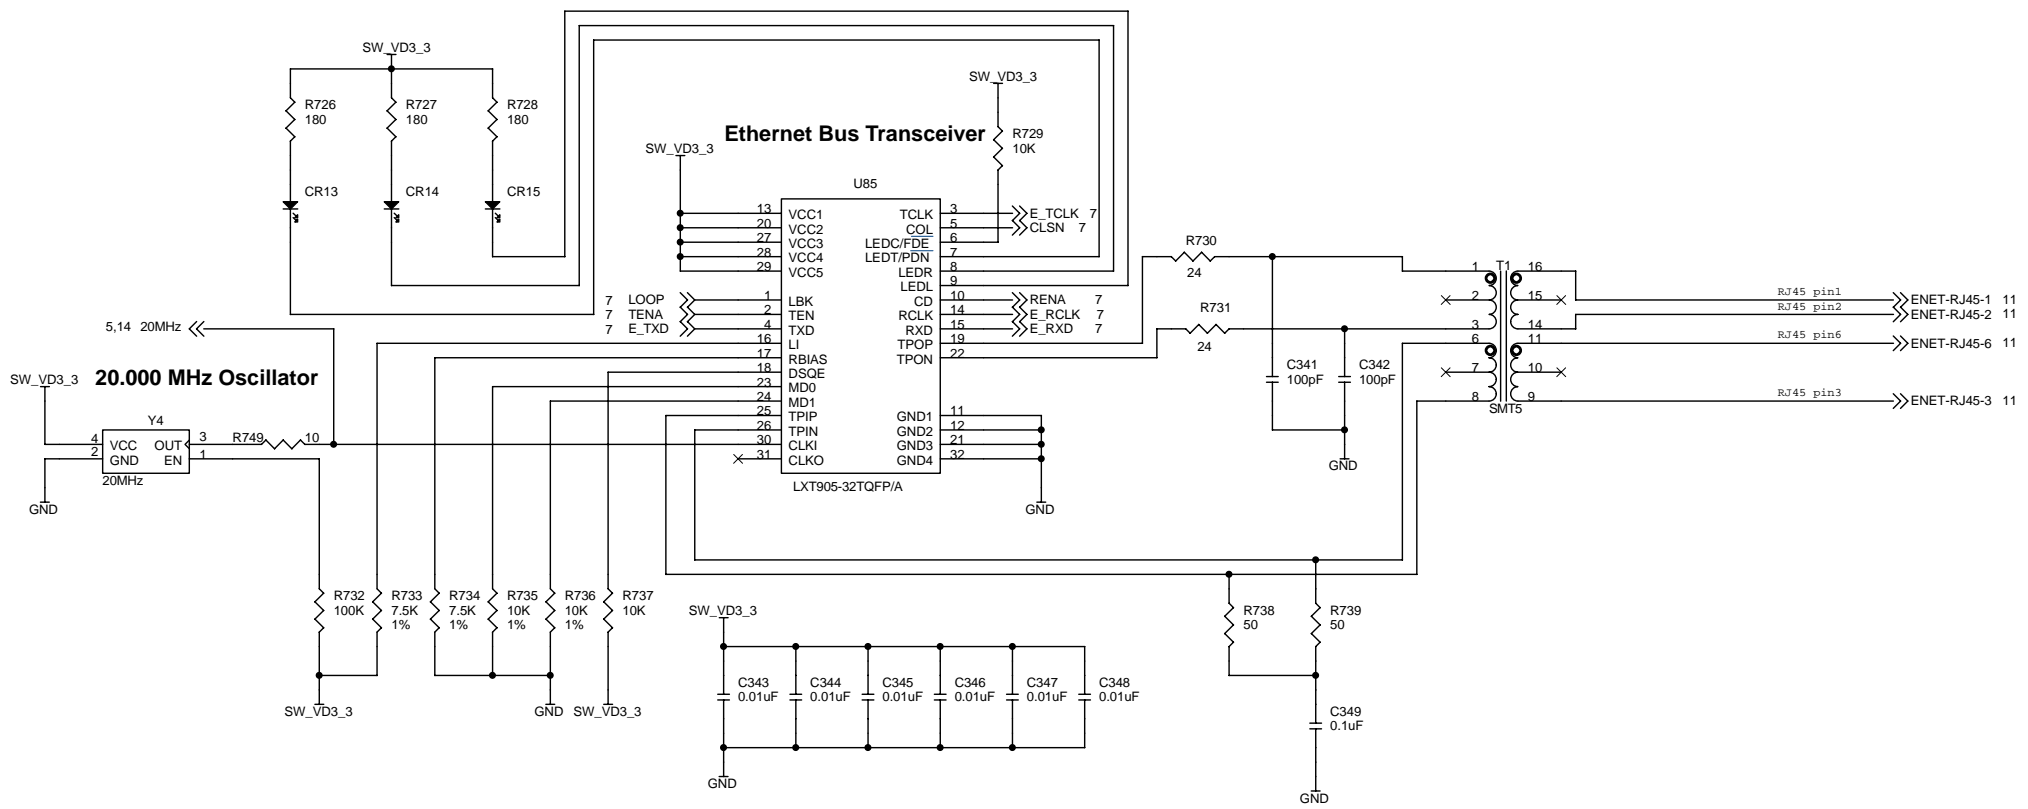 SW_VD3_3
R726
180
R727
180
R728
180
CR13
CR14
CR15
SW_VD3_3
R729
10K
Ethernet Bus Transceiver
SW_VD3_3
U85
13 VCC1
20 VCC2
27 VCC3
28 VCC4
29 VCC5
1 LBK
2 TEN
4 TXD
16 LI
17 RBIAS
18 DSQE
23 MD0
24 MD1
25 TPIP
26 TPIN
30 CLKI
31 CLKO
TCLK 3
COL 5
LEDC/FDE 6
LEDT/PDN 7
LEDR 8
LEDL 9
CD 10
RCLK 14
RXD 15
TPOP 19
TPON 22
GND1 11
GND2 12
GND3 21
GND4 32
LXT905-32TQFP/A
7 LOOP
7 TENA
7 E_TXD
E_TCLK 7
CLSN 7
RENA 7
E_RCLK 7
E_RXD 7
GND
5,14 20MHz
SW_VD3_3
20.000 MHz Oscillator
Y4
4 VCC OUT 3
2 GND EN 1
20MHz
R749 10
GND
R730
24
R731
24
C341
100pF
C342
100pF
GND
T1
1 16
2 15
3 14
6 11
7 10
8 9
SMT5
RJ45 pin1
ENET-RJ45-1 11
RJ45 pin2
ENET-RJ45-2 11
RJ45 pin6
ENET-RJ45-6 11
RJ45 pin3
ENET-RJ45-3 11
R732
100K
R733
7.5K
1%
R734
7.5K
1%
R735
10K
1%
R736
10K
1%
R737
10K
SW_VD3_3
GND
SW_VD3_3
SW_VD3_3
C343
0.01uF
C344
0.01uF
C345
0.01uF
C346
0.01uF
C347
0.01uF
C348
0.01uF
GND
R738
50
R739
50
C349
0.1uF
GND